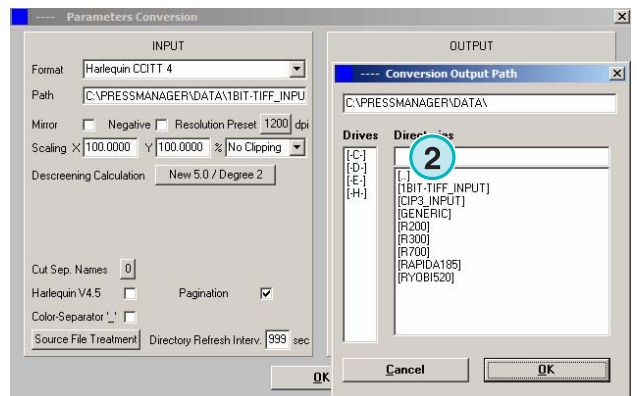 ---- Parameters Conversion
INPUT
Format Harlequin CCITT 4
Path C:\PRESSMANAGER\DATA\1BIT-TIFF_INPU
Mirror Negative Resolution Preset 1200 dpi
Scaling X 100.0000 Y 100.0000 % No Clipping
Descreening Calculation New 5.0 / Degree 2
Cut Sep. Names 0
Harlequin V4.5 Pagination
Color-Separator '_'
Source File Treatment Directory Refresh Interv. 999 sec
OK
OUTPUT
---- Conversion Output Path
C:\PRESSMANAGER\DATA\
Drives Directories
[-C-]
[-D-]
[-E-]
[-H-]
2
[..]
[1BIT-TIFF_INPUT]
[CIP3_INPUT]
[GENERIC]
[R200]
[R300]
[R700]
[RAPIDA185]
[RYOBI520]
Cancel OK